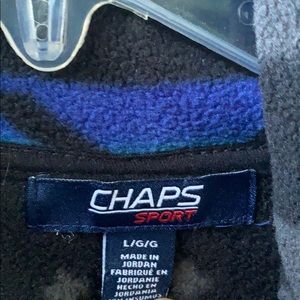 CHAPS
SPORT
L/G/G
MADE IN
JORDAN
FABRIQUÉ EN
JORDANIE
HECHO EN
JORDANIA